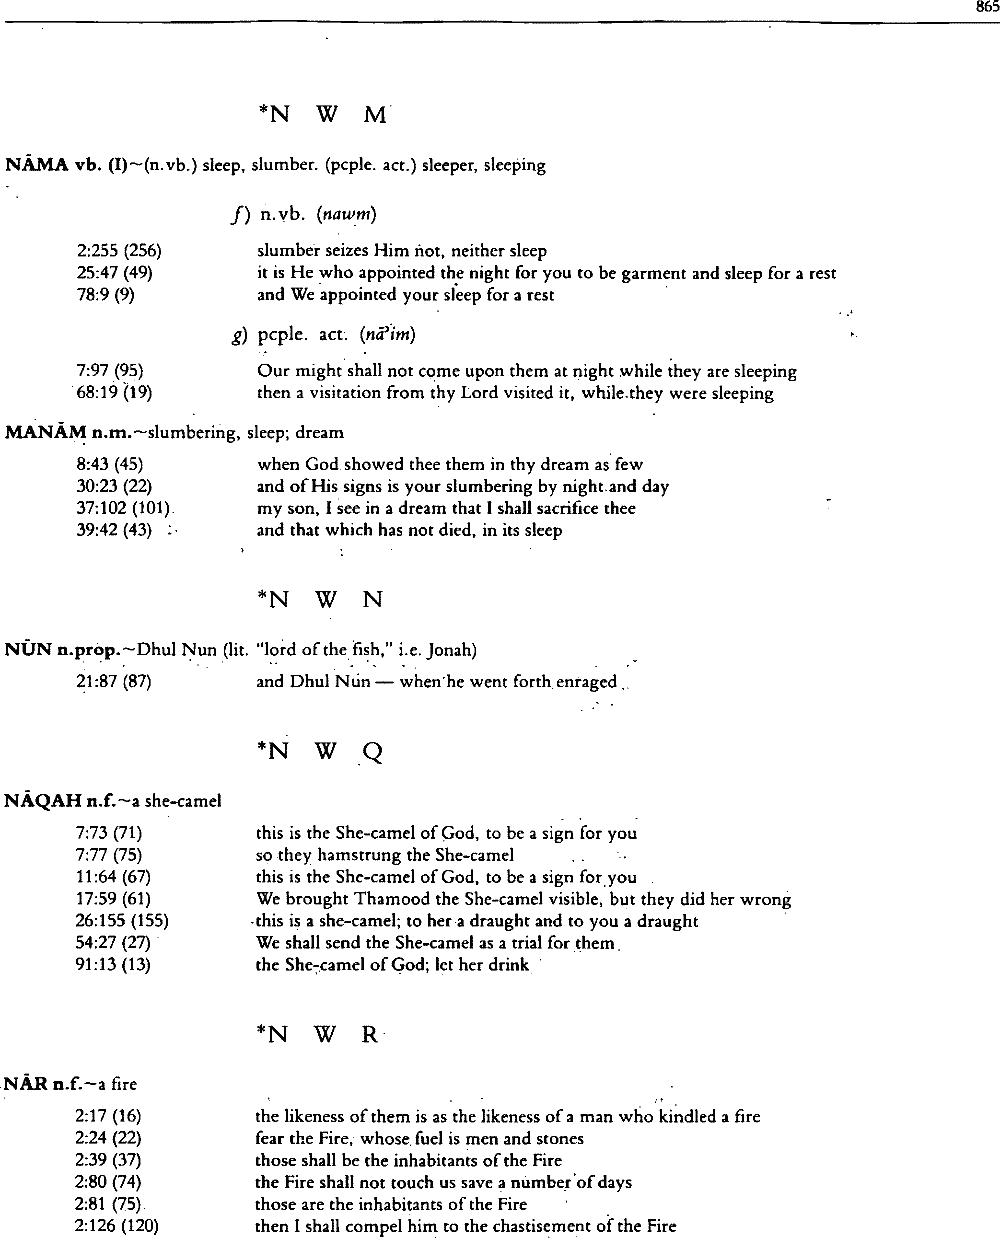 865
*N W M
NĀMA vb. (I)~(n.vb.) sleep, slumber. (pcple. act.) sleeper, sleeping
f) n.vb. (nawm)
2:255 (256) slumber seizes Him not, neither sleep
25:47 (49) it is He who appointed the night for you to be garment and sleep for a rest
78:9 (9) and We appointed your sleep for a rest
g) pcple. act. (nāʾim)
7:97 (95) Our might shall not come upon them at night while they are sleeping
68:19 (19) then a visitation from thy Lord visited it, while they were sleeping
MANĀM n.m.~slumbering, sleep; dream
8:43 (45) when God showed thee them in thy dream as few
30:23 (22) and of His signs is your slumbering by night and day
37:102 (101) my son, I see in a dream that I shall sacrifice thee
39:42 (43) and that which has not died, in its sleep
*N W N
NŪN n.prop.~Dhul Nun (lit. "lord of the fish," i.e. Jonah)
21:87 (87) and Dhul Nun — when he went forth enraged
*N W Q
NĀQAH n.f.~a she-camel
7:73 (71) this is the She-camel of God, to be a sign for you
7:77 (75) so they hamstrung the She-camel
11:64 (67) this is the She-camel of God, to be a sign for you
17:59 (61) We brought Thamood the She-camel visible, but they did her wrong
26:155 (155) this is a she-camel; to her a draught and to you a draught
54:27 (27) We shall send the She-camel as a trial for them
91:13 (13) the She-camel of God; let her drink
*N W R
NĀR n.f.~a fire
2:17 (16) the likeness of them is as the likeness of a man who kindled a fire
2:24 (22) fear the Fire, whose fuel is men and stones
2:39 (37) those shall be the inhabitants of the Fire
2:80 (74) the Fire shall not touch us save a number of days
2:81 (75) those are the inhabitants of the Fire
2:126 (120) then I shall compel him to the chastisement of the Fire